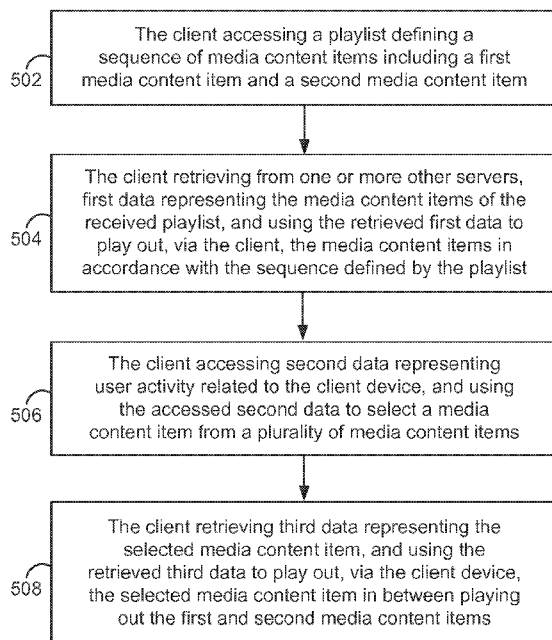 The client accessing a playlist defining a
sequence of media content items including a first
media content item and a second media content item
502
The client retrieving from one or more other servers,
first data representing the media content items of the
received playlist, and using the retrieved first data to
play out, via the client, the media content items in
accordance with the sequence defined by the playlist
504
The client accessing second data representing
user activity related to the client device, and using
the accessed second data to select a media
content item from a plurality of media content items
506
The client retrieving third data representing the
selected media content item, and using the
retrieved third data to play out, via the client device,
the selected media content item in between playing
out the first and second media content items
508